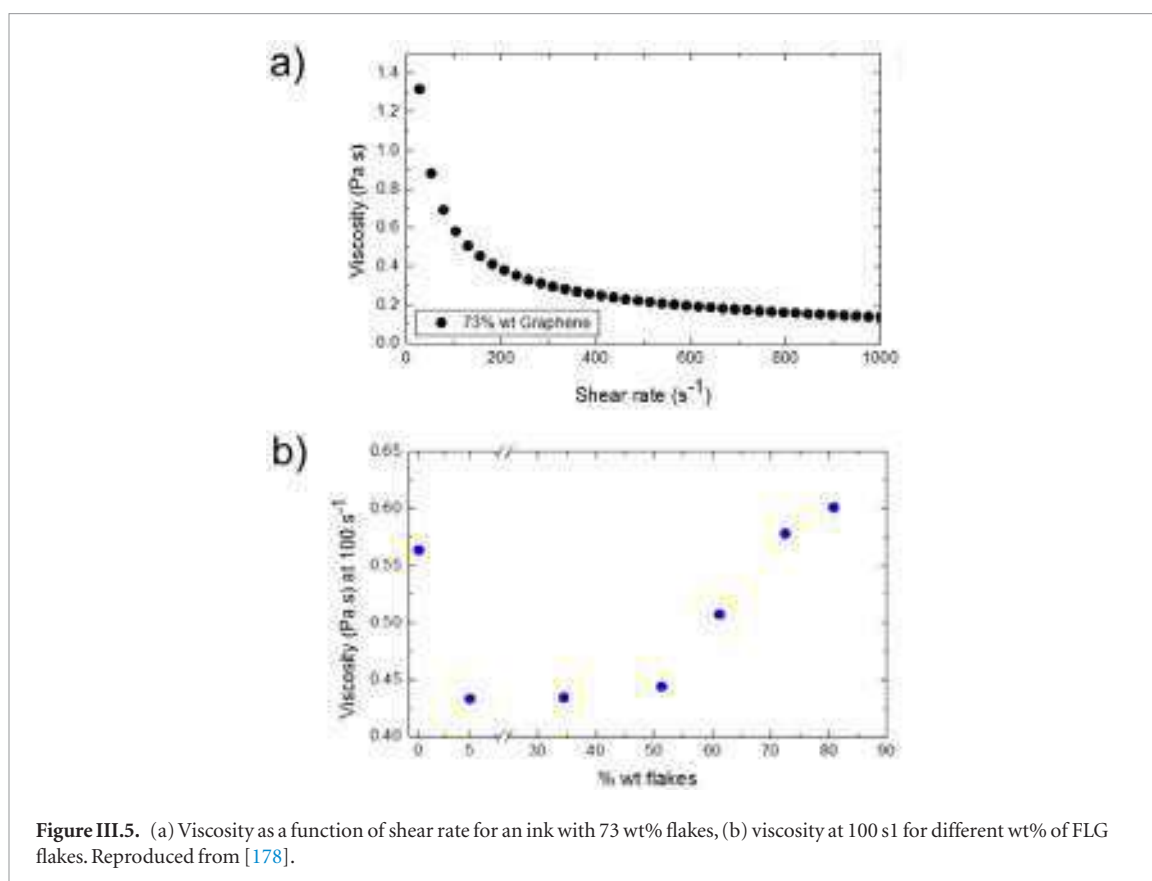 a)
1.4
1.2
1.0
0.8
0.6
0.4
0.2
0.0
Viscosity (Pa s)
73% wt Graphene
0 200 400 600 800 1000
Shear rate (s⁻¹)
b)
0.65
0.60
0.55
0.50
0.45
0.40
Viscosity (Pa s) at 100 s⁻¹
0 5 30 40 50 60 70 80 90
% wt flakes
Figure III.5. (a) Viscosity as a function of shear rate for an ink with 73 wt% flakes, (b) viscosity at 100 s1 for different wt% of FLG
flakes. Reproduced from [178].